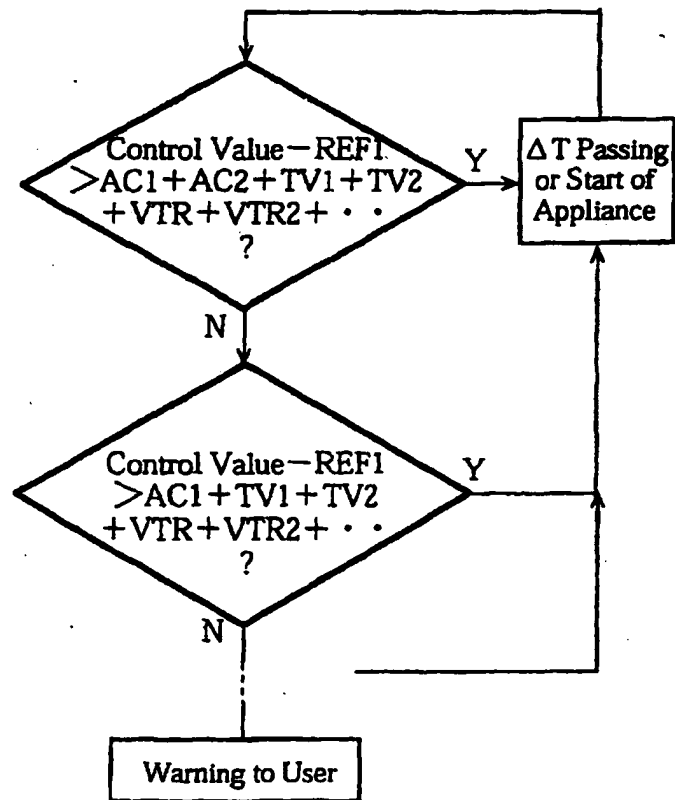 Control Value－REF1
＞AC1＋AC2＋TV1＋TV2
＋VTR＋VTR2＋・・
?
Y
ΔT Passing
or Start of
Appliance
N
Control Value－REF1
＞AC1＋TV1＋TV2
＋VTR＋VTR2＋・・
?
Y
N
Warning to User